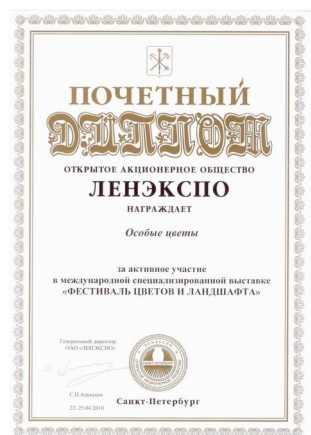 ПОЧЕТНЫЙ
ДИПЛОМ
ОТКРЫТОЕ АКЦИОНЕРНОЕ ОБЩЕСТВО
ЛЕНЭКСПО
НАГРАЖДАЕТ
Особые цветы
за активное участие
в международной специализированной выставке
«ФЕСТИВАЛЬ ЦВЕТОВ И ЛАНДШАФТА»
Генеральный директор
ОАО «ЛЕНЭКСПО»
С.П.Алексеев
22-25.04.2010
Санкт-Петербург